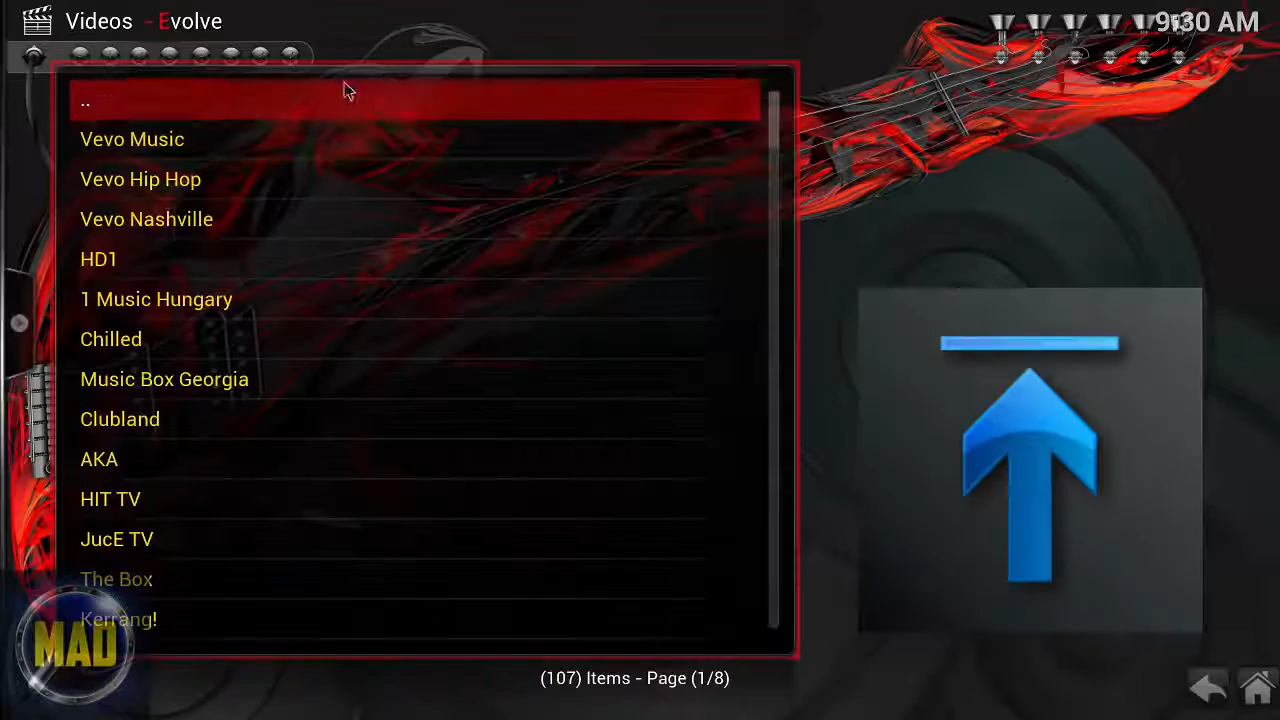 Videos - Evolve
9:30 AM
..
Vevo Music
Vevo Hip Hop
Vevo Nashville
HD1
1 Music Hungary
Chilled
Music Box Georgia
Clubland
AKA
HIT TV
JucE TV
The Box
Kerrang!
MAD
(107) Items - Page (1/8)